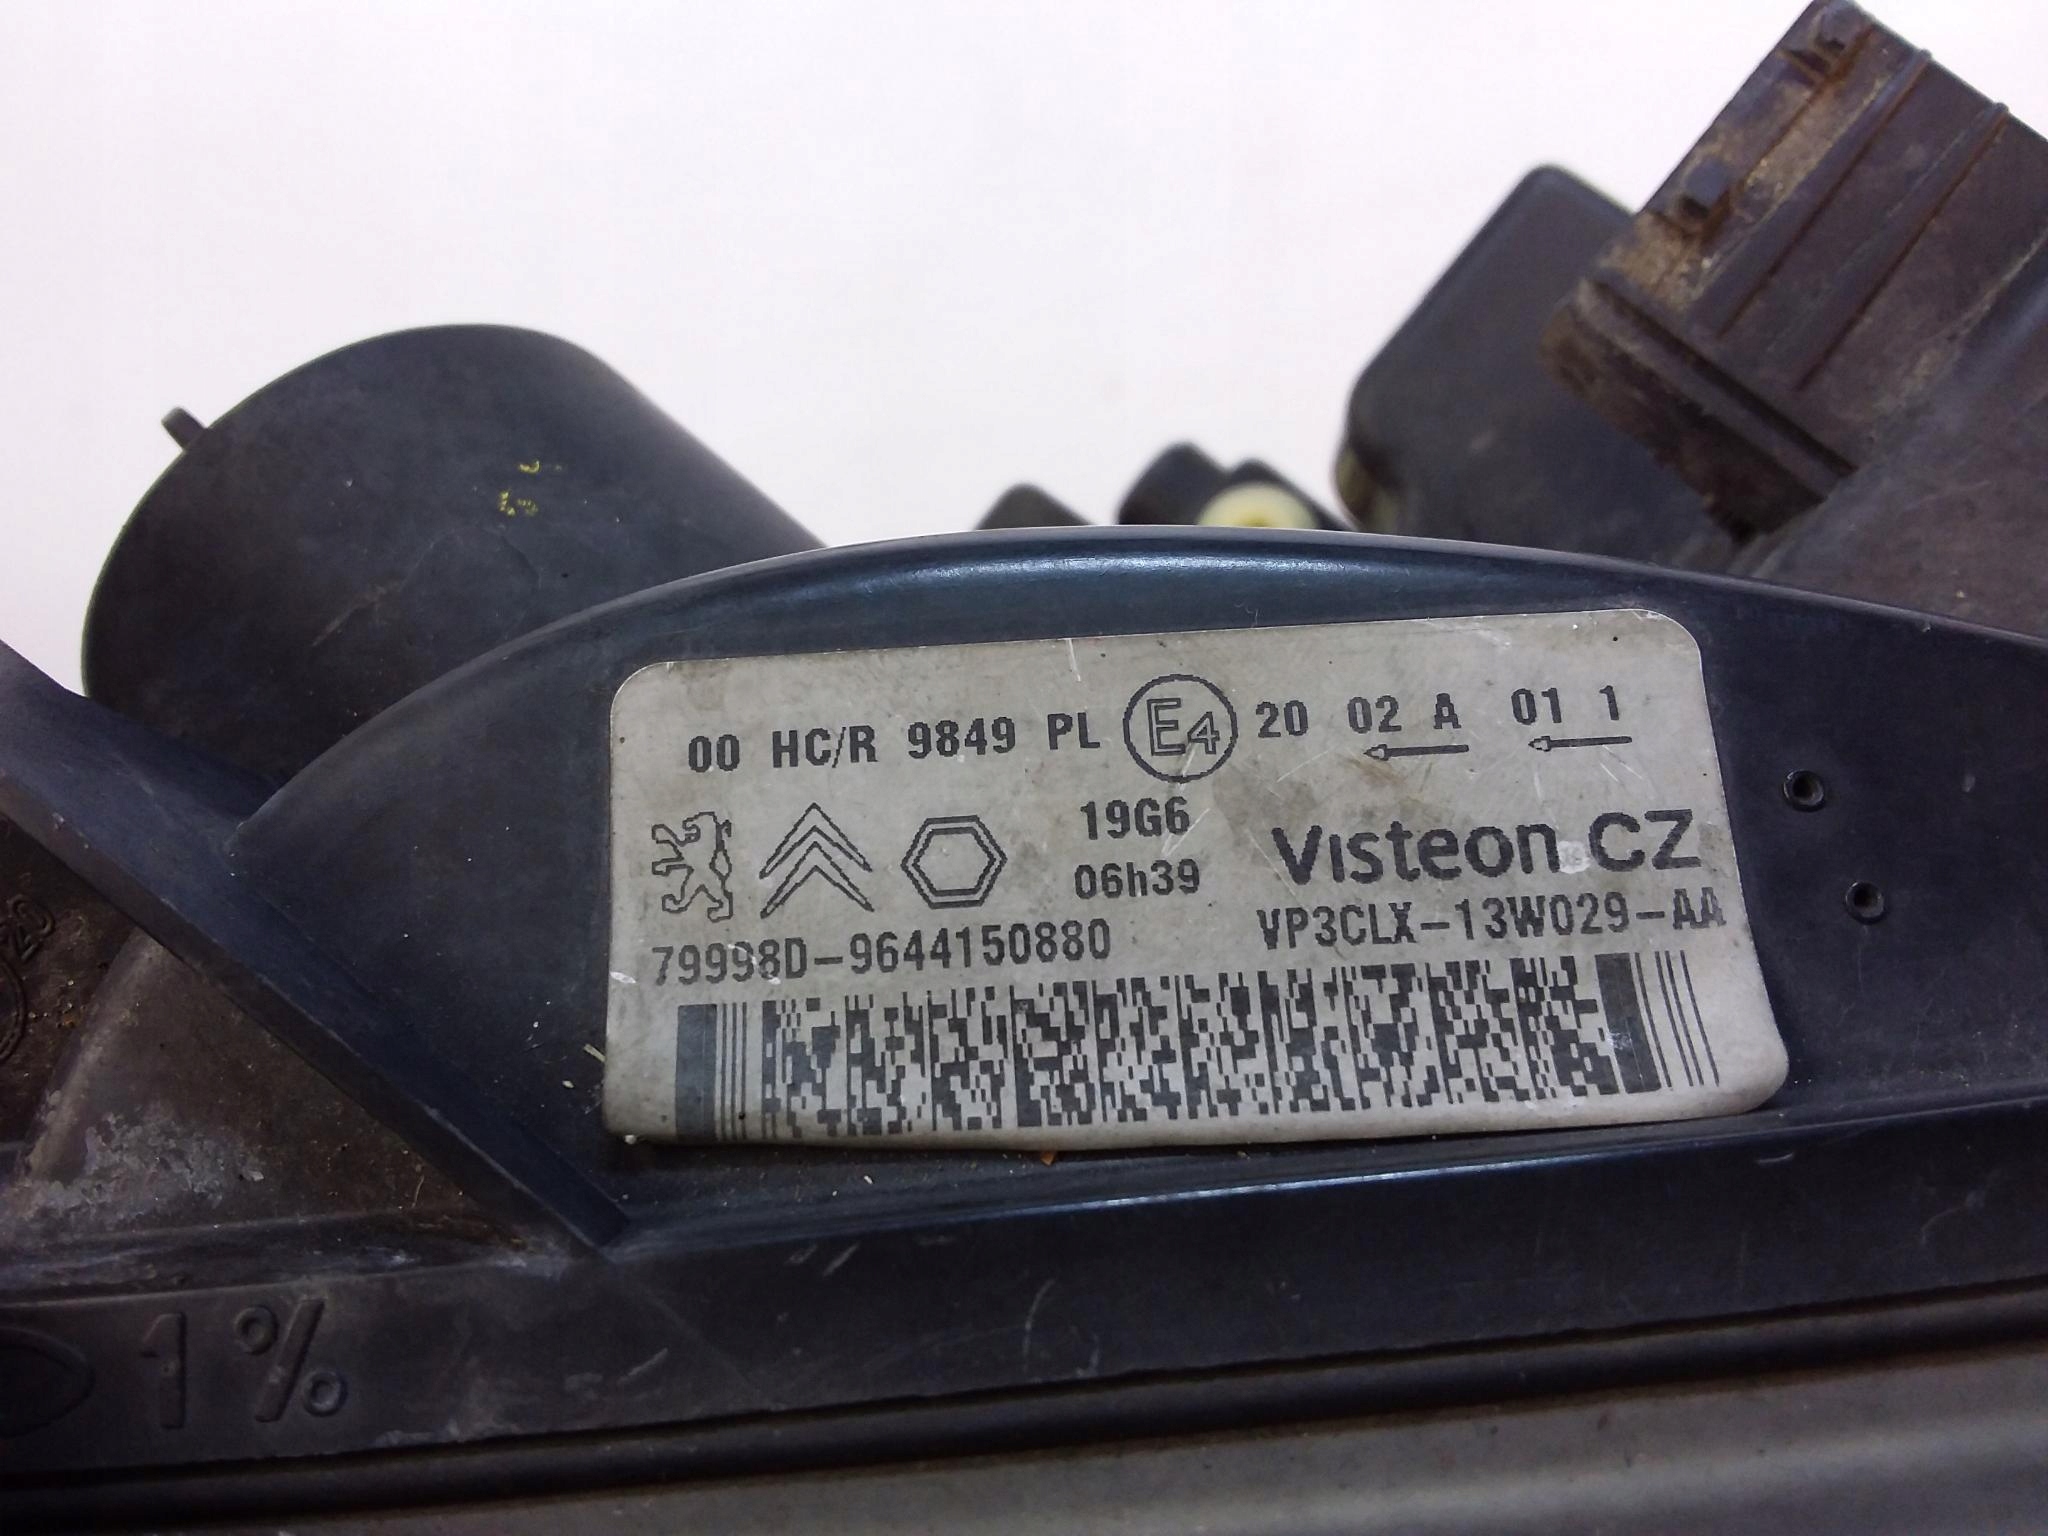 00 HC/R 9849 PL E4 20 02 A 01 1
19G6
06h39
Visteon CZ
79998D-9644150880
VP3CLX-13W029-AA
1%